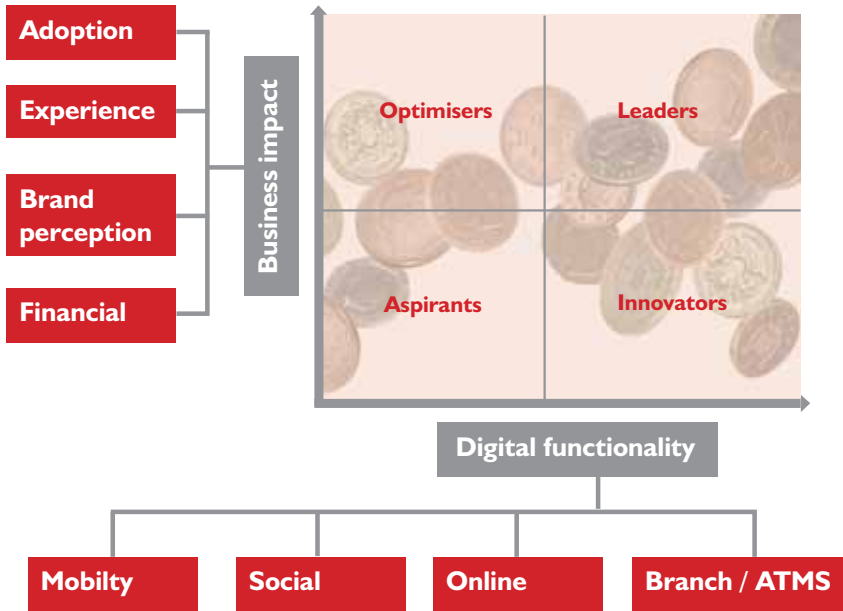 Adoption
Experience
Brand
perception
Financial
Business impact
Optimisers
Leaders
Aspirants
Innovators
Digital functionality
Mobilty
Social
Online
Branch / ATMS